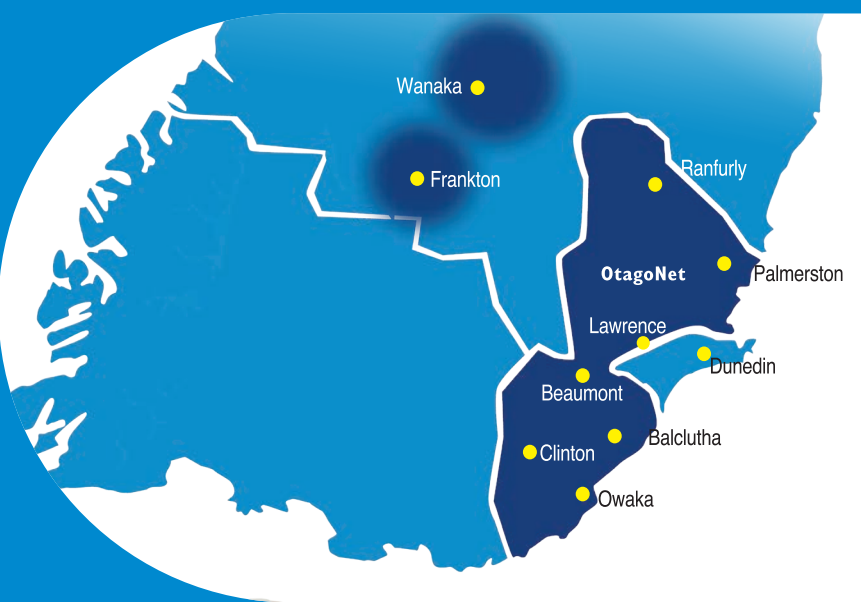 Wanaka
Frankton
Ranfurly
OtagoNet
Palmerston
Lawrence
Dunedin
Beaumont
Balclutha
Clinton
Owaka